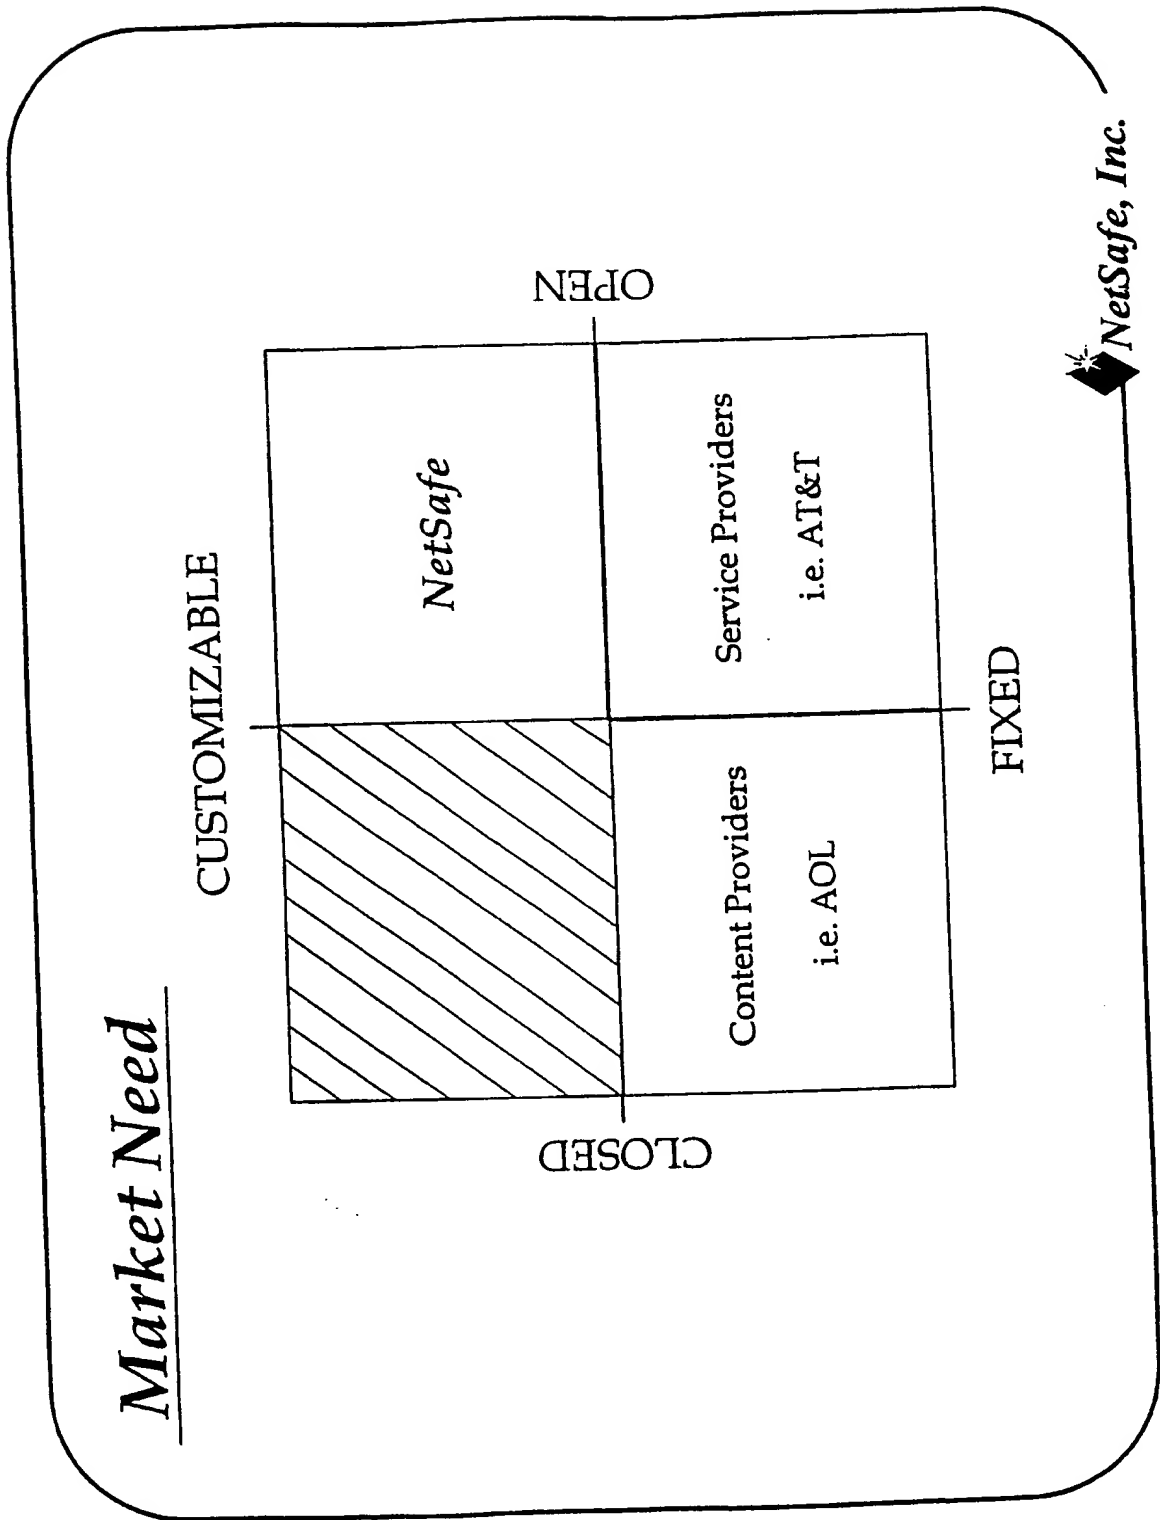 Market Need
CUSTOMIZABLE
NetSafe
CLOSED
OPEN
Content Providers
i.e. AOL
Service Providers
i.e. AT&T
FIXED
NetSafe, Inc.